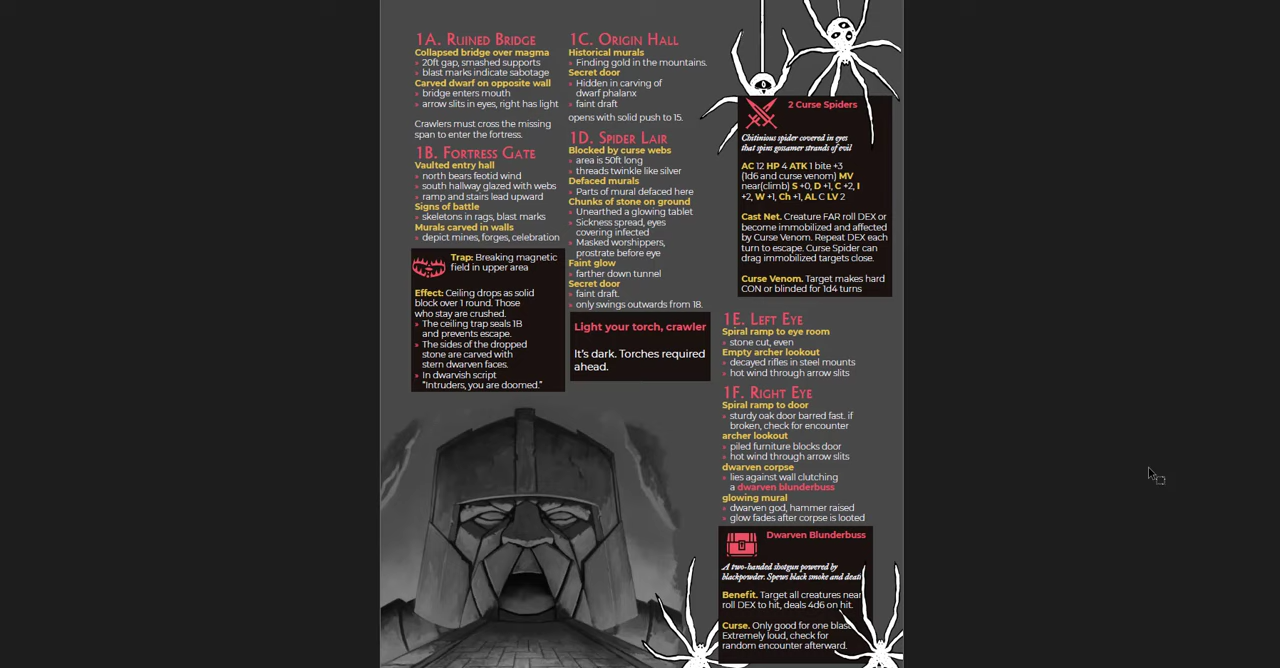 1A. Ruined Bridge
Collapsed bridge over magma
» 20ft gap, smashed supports
» blast marks indicate sabotage
Carved dwarf on opposite wall
» bridge enters mouth
» arrow slits in eyes, right has light
Crawlers must cross the missing
span to enter the fortress.
1B. Fortress Gate
Vaulted entry hall
» north bears feotid wind
» south hallway glazed with webs
» ramp and stairs lead upward
Signs of battle
» skeletons in rags, blast marks
Murals carved in walls
» depict mines, forges, celebration
Trap: Breaking magnetic
field in upper area
Effect: Ceiling drops as solid
block over 1 round. Those
who stay are crushed.
» The ceiling trap seals 1B
and prevents escape.
» The sides of the dropped
stone are carved with
stern dwarven faces.
» In dwarvish script
"Intruders, you are doomed."
1C. Origin Hall
Historical murals
» Finding gold in the mountains.
Secret door
» Hidden in carving of
dwarf phalanx
» faint draft
opens with solid push to 15.
1D. Spider Lair
Blocked by curse webs
» area is 50ft long
» threads twinkle like silver
Defaced murals
» Parts of mural defaced here
Chunks of stone on ground
» Unearthed a glowing tablet
» Sickness spread, eyes
covering infected
» Masked worshippers,
prostrate before eye
Faint glow
» farther down tunnel
Secret door
» faint draft.
» only swings outwards from 18.
Light your torch, crawler
It's dark. Torches required
ahead.
2 Curse Spiders
Chitinious spider covered in eyes
that spins gossamer strands of evil
AC 12 HP 4 ATK 1 bite +3
(1d6 and curse venom) MV
near(climb) S +0, D +1, C +2, I
+2, W +1, Ch +1, AL C LV 2
Cast Net. Creature FAR roll DEX or
become immobilized and affected
by Curse Venom. Repeat DEX each
turn to escape. Curse Spider can
drag immobilized targets close.
Curse Venom. Target makes hard
CON or blinded for 1d4 turns
1E. Left Eye
Spiral ramp to eye room
» stone cut, even
Empty archer lookout
» decayed rifles in steel mounts
» hot wind through arrow slits
1F. Right Eye
Spiral ramp to door
» sturdy oak door barred fast. if
broken, check for encounter
archer lookout
» piled furniture blocks door
» hot wind through arrow slits
dwarven corpse
» lies against wall clutching
a dwarven blunderbuss
glowing mural
» dwarven god, hammer raised
» glow fades after corpse is looted
Dwarven Blunderbuss
A two-handed shotgun powered by
blackpowder. Spews black smoke and death
Benefit. Target all creatures near
roll DEX to hit, deals 4d6 on hit.
Curse. Only good for one blast.
Extremely loud, check for
random encounter afterward.